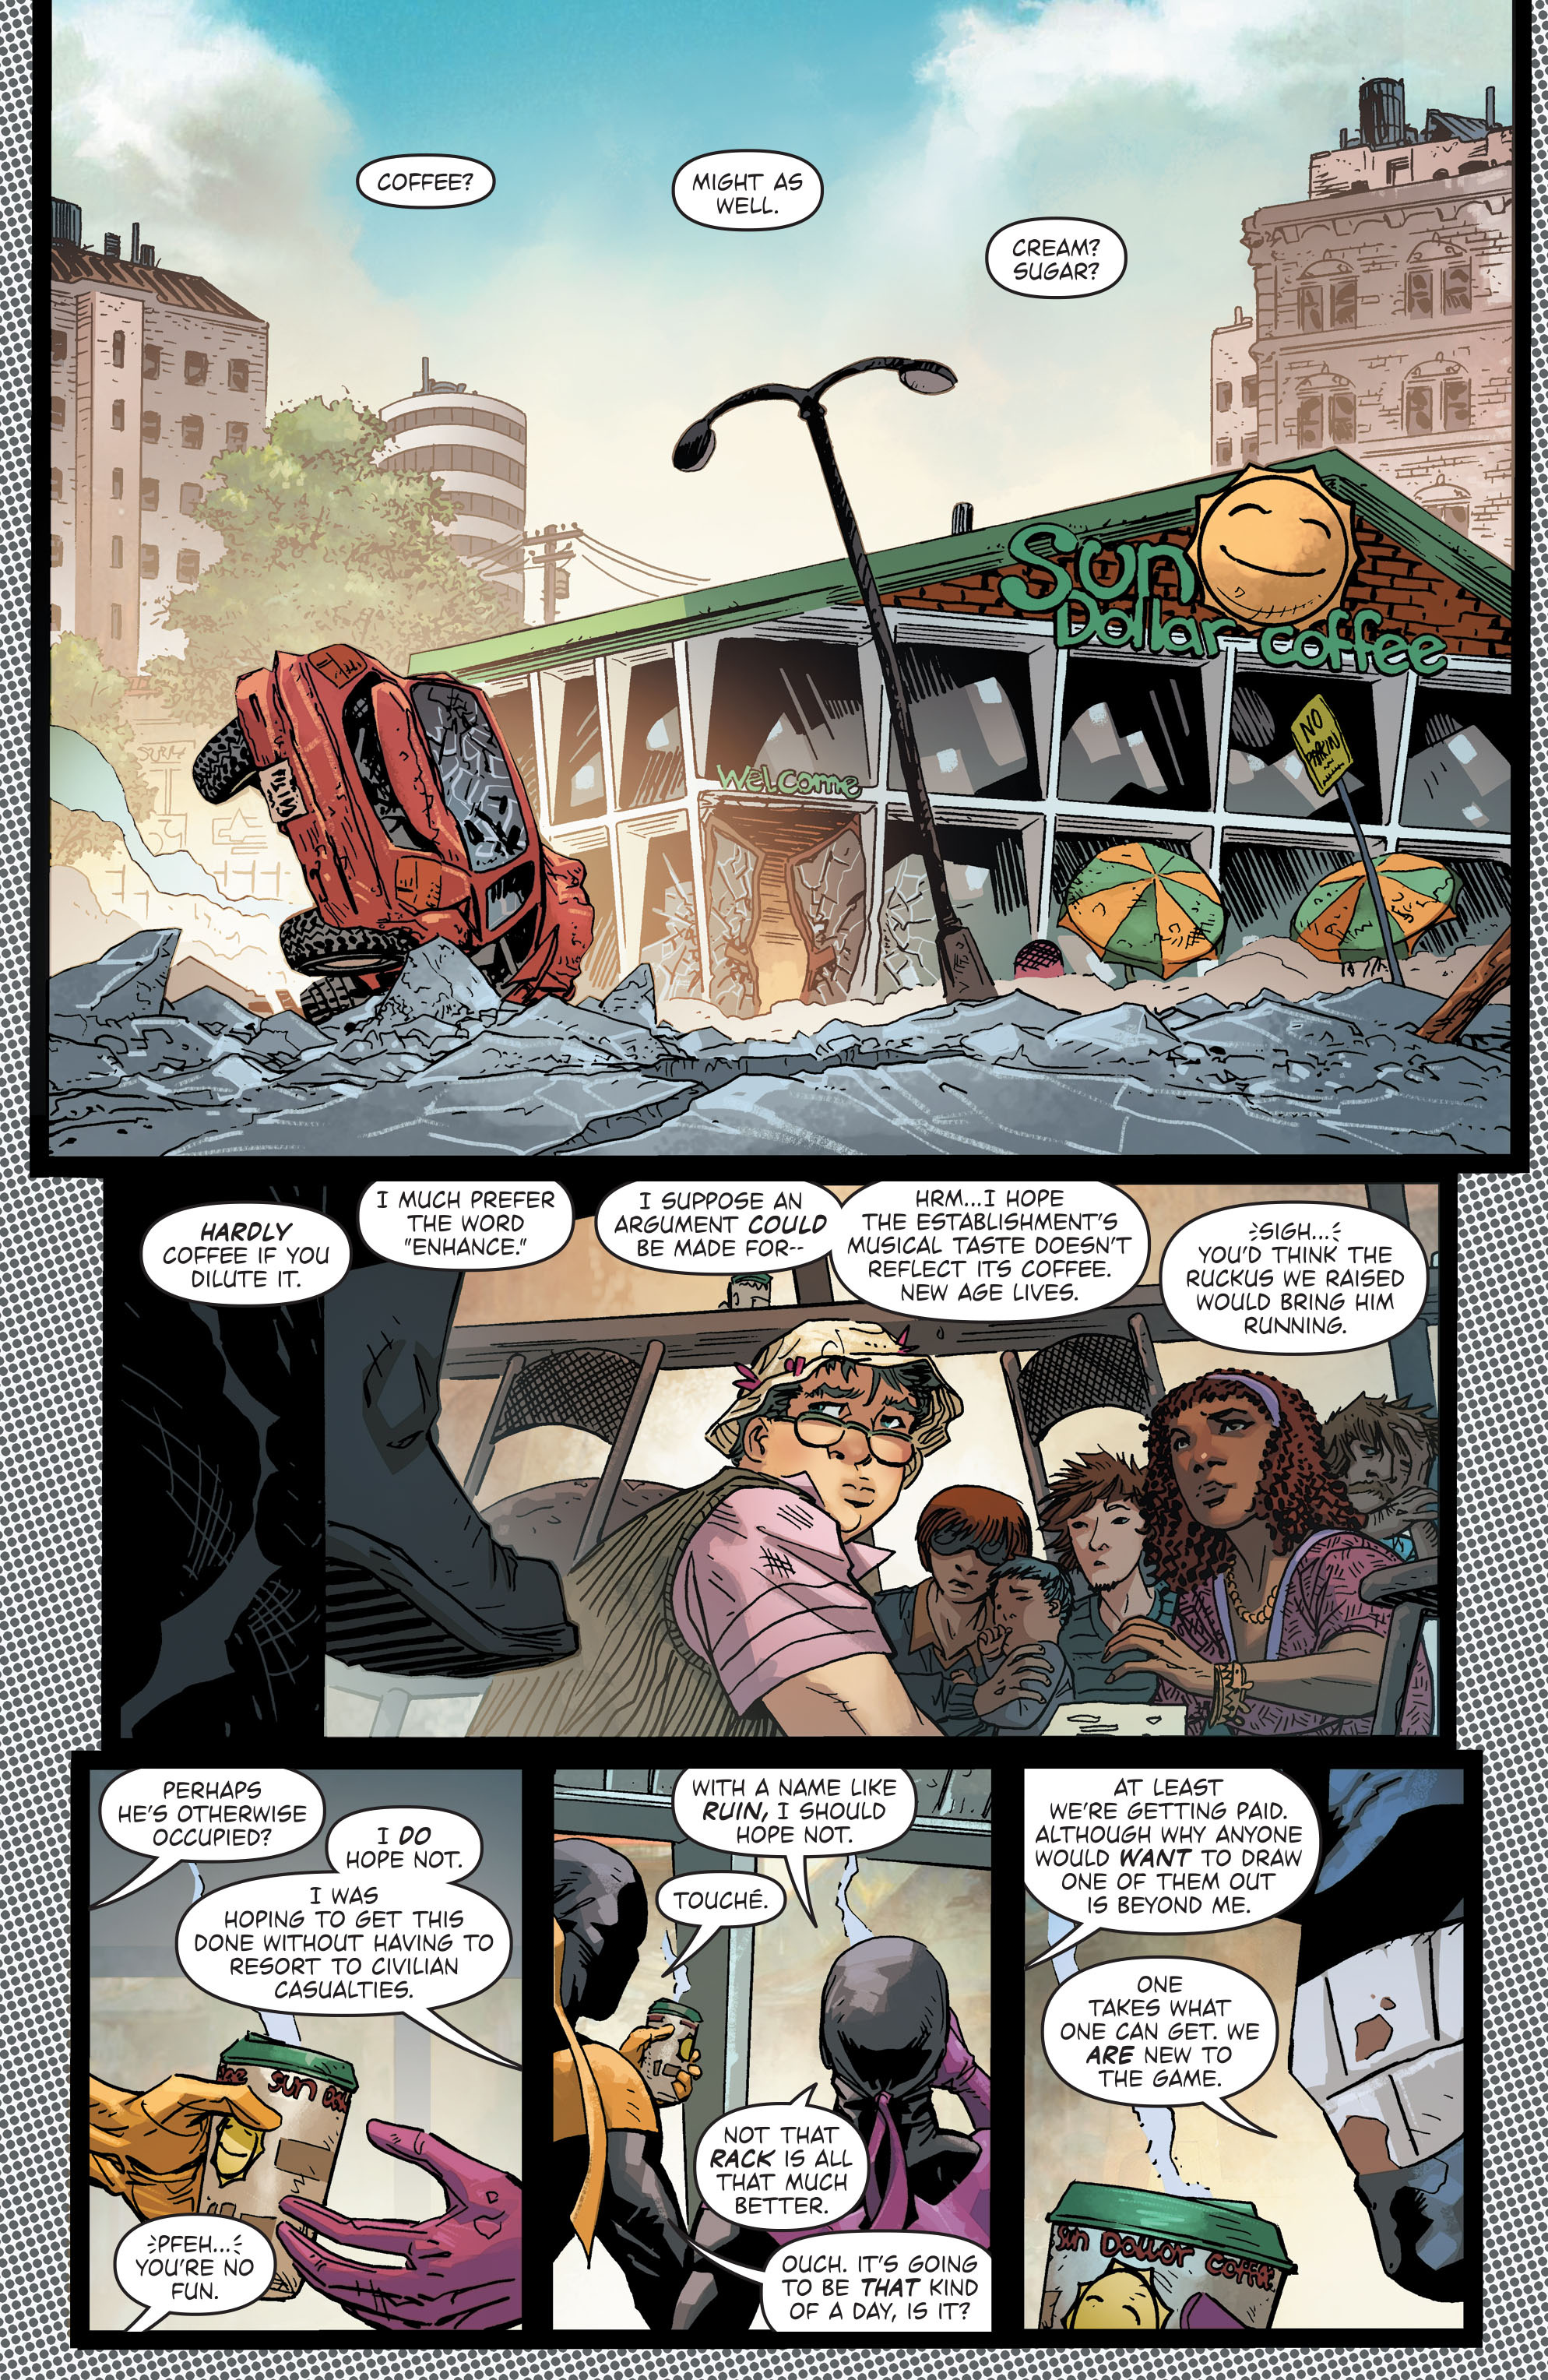 COFFEE?
MIGHT AS
WELL.
CREAM?
SUGAR?
Sun
Dollar coffee
NO
PARKIN
Welcome
HARDLY
COFFEE IF YOU
DILUTE IT.
I MUCH PREFER
THE WORD
"ENHANCE."
I SUPPOSE AN
ARGUMENT COULD
BE MADE FOR--
HRM...I HOPE
THE ESTABLISHMENT'S
MUSICAL TASTE DOESN'T
REFLECT ITS COFFEE.
NEW AGE LIVES.
SIGH...
YOU'D THINK THE
RUCKUS WE RAISED
WOULD BRING HIM
RUNNING.
PERHAPS
HE'S OTHERWISE
OCCUPIED?
I DO
HOPE NOT.
I WAS
HOPING TO GET THIS
DONE WITHOUT HAVING TO
RESORT TO CIVILIAN
CASUALTIES.
Sun Do
PFEH...
YOU'RE NO
FUN.
WITH A NAME LIKE
RUIN, I SHOULD
HOPE NOT.
TOUCHÉ.
NOT THAT
RACK IS ALL
THAT MUCH
BETTER.
OUCH. IT'S GOING
TO BE THAT KIND
OF A DAY, IS IT?
AT LEAST
WE'RE GETTING PAID.
ALTHOUGH WHY ANYONE
WOULD WANT TO DRAW
ONE OF THEM OUT
IS BEYOND ME.
ONE
TAKES WHAT
ONE CAN GET. WE
ARE NEW TO
THE GAME.
Sun Dollar Coffee